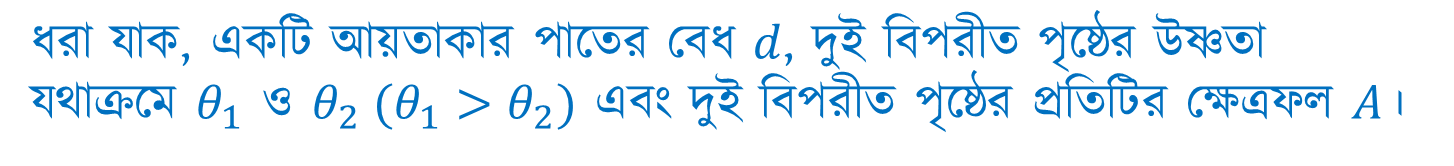 ধরা যাক, একটি আয়তাকার পাতের বেধ d, দুই বিপরীত পৃষ্ঠের উষ্ণতা
যথাক্রমে θ₁ ও θ₂ (θ₁ > θ₂) এবং দুই বিপরীত পৃষ্ঠের প্রতিটির ক্ষেত্রফল A।